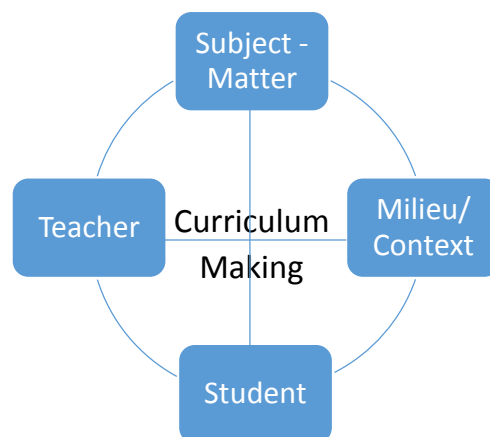 Subject -
Matter
Teacher
Curriculum
Making
Milieu/
Context
Student